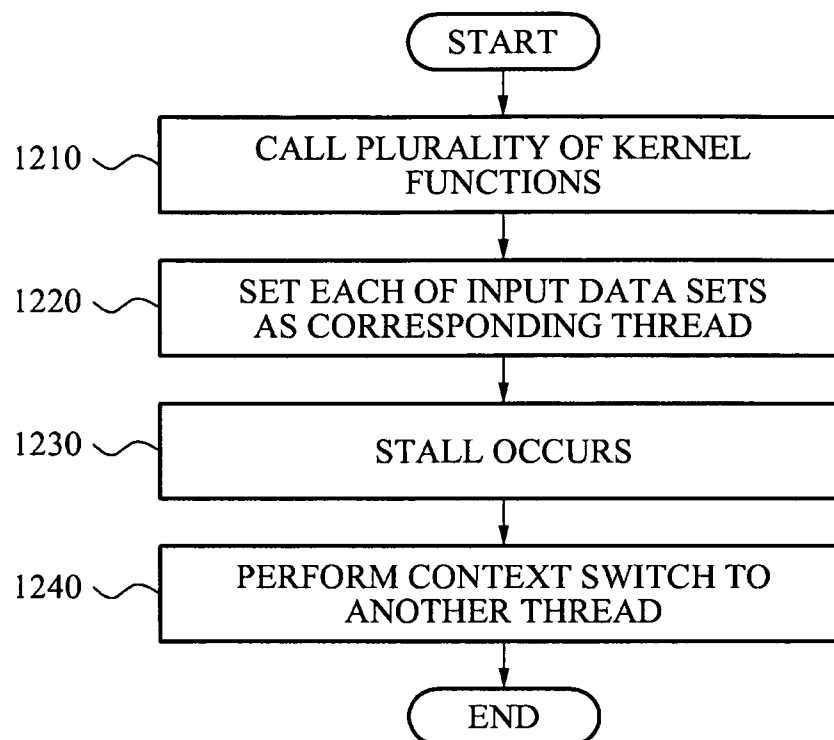 START
1210
CALL PLURALITY OF KERNEL
FUNCTIONS
1220
SET EACH OF INPUT DATA SETS
AS CORRESPONDING THREAD
1230
STALL OCCURS
1240
PERFORM CONTEXT SWITCH TO
ANOTHER THREAD
END